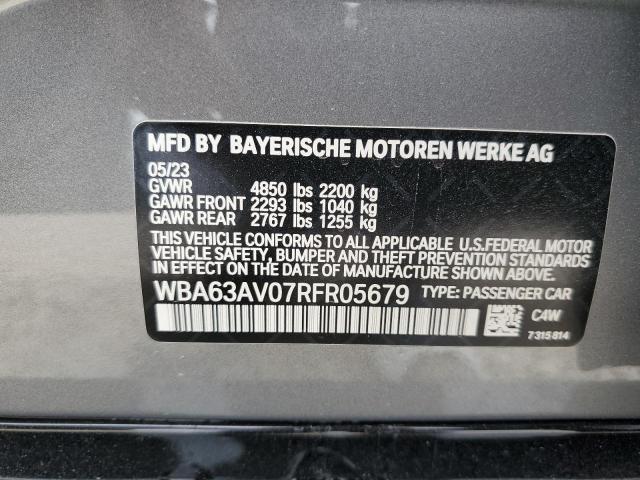 MFD BY BAYERISCHE MOTOREN WERKE AG
05/23
GVWR 4850 lbs 2200 kg
GAWR FRONT 2293 lbs 1040 kg
GAWR REAR 2767 lbs 1255 kg
THIS VEHICLE CONFORMS TO ALL APPLICABLE U.S.FEDERAL MOTOR
VEHICLE SAFETY, BUMPER AND THEFT PREVENTION STANDARDS
IN EFFECT ON THE DATE OF MANUFACTURE SHOWN ABOVE.
WBA63AV07RFR05679 TYPE: PASSENGER CAR
C4W
7315814